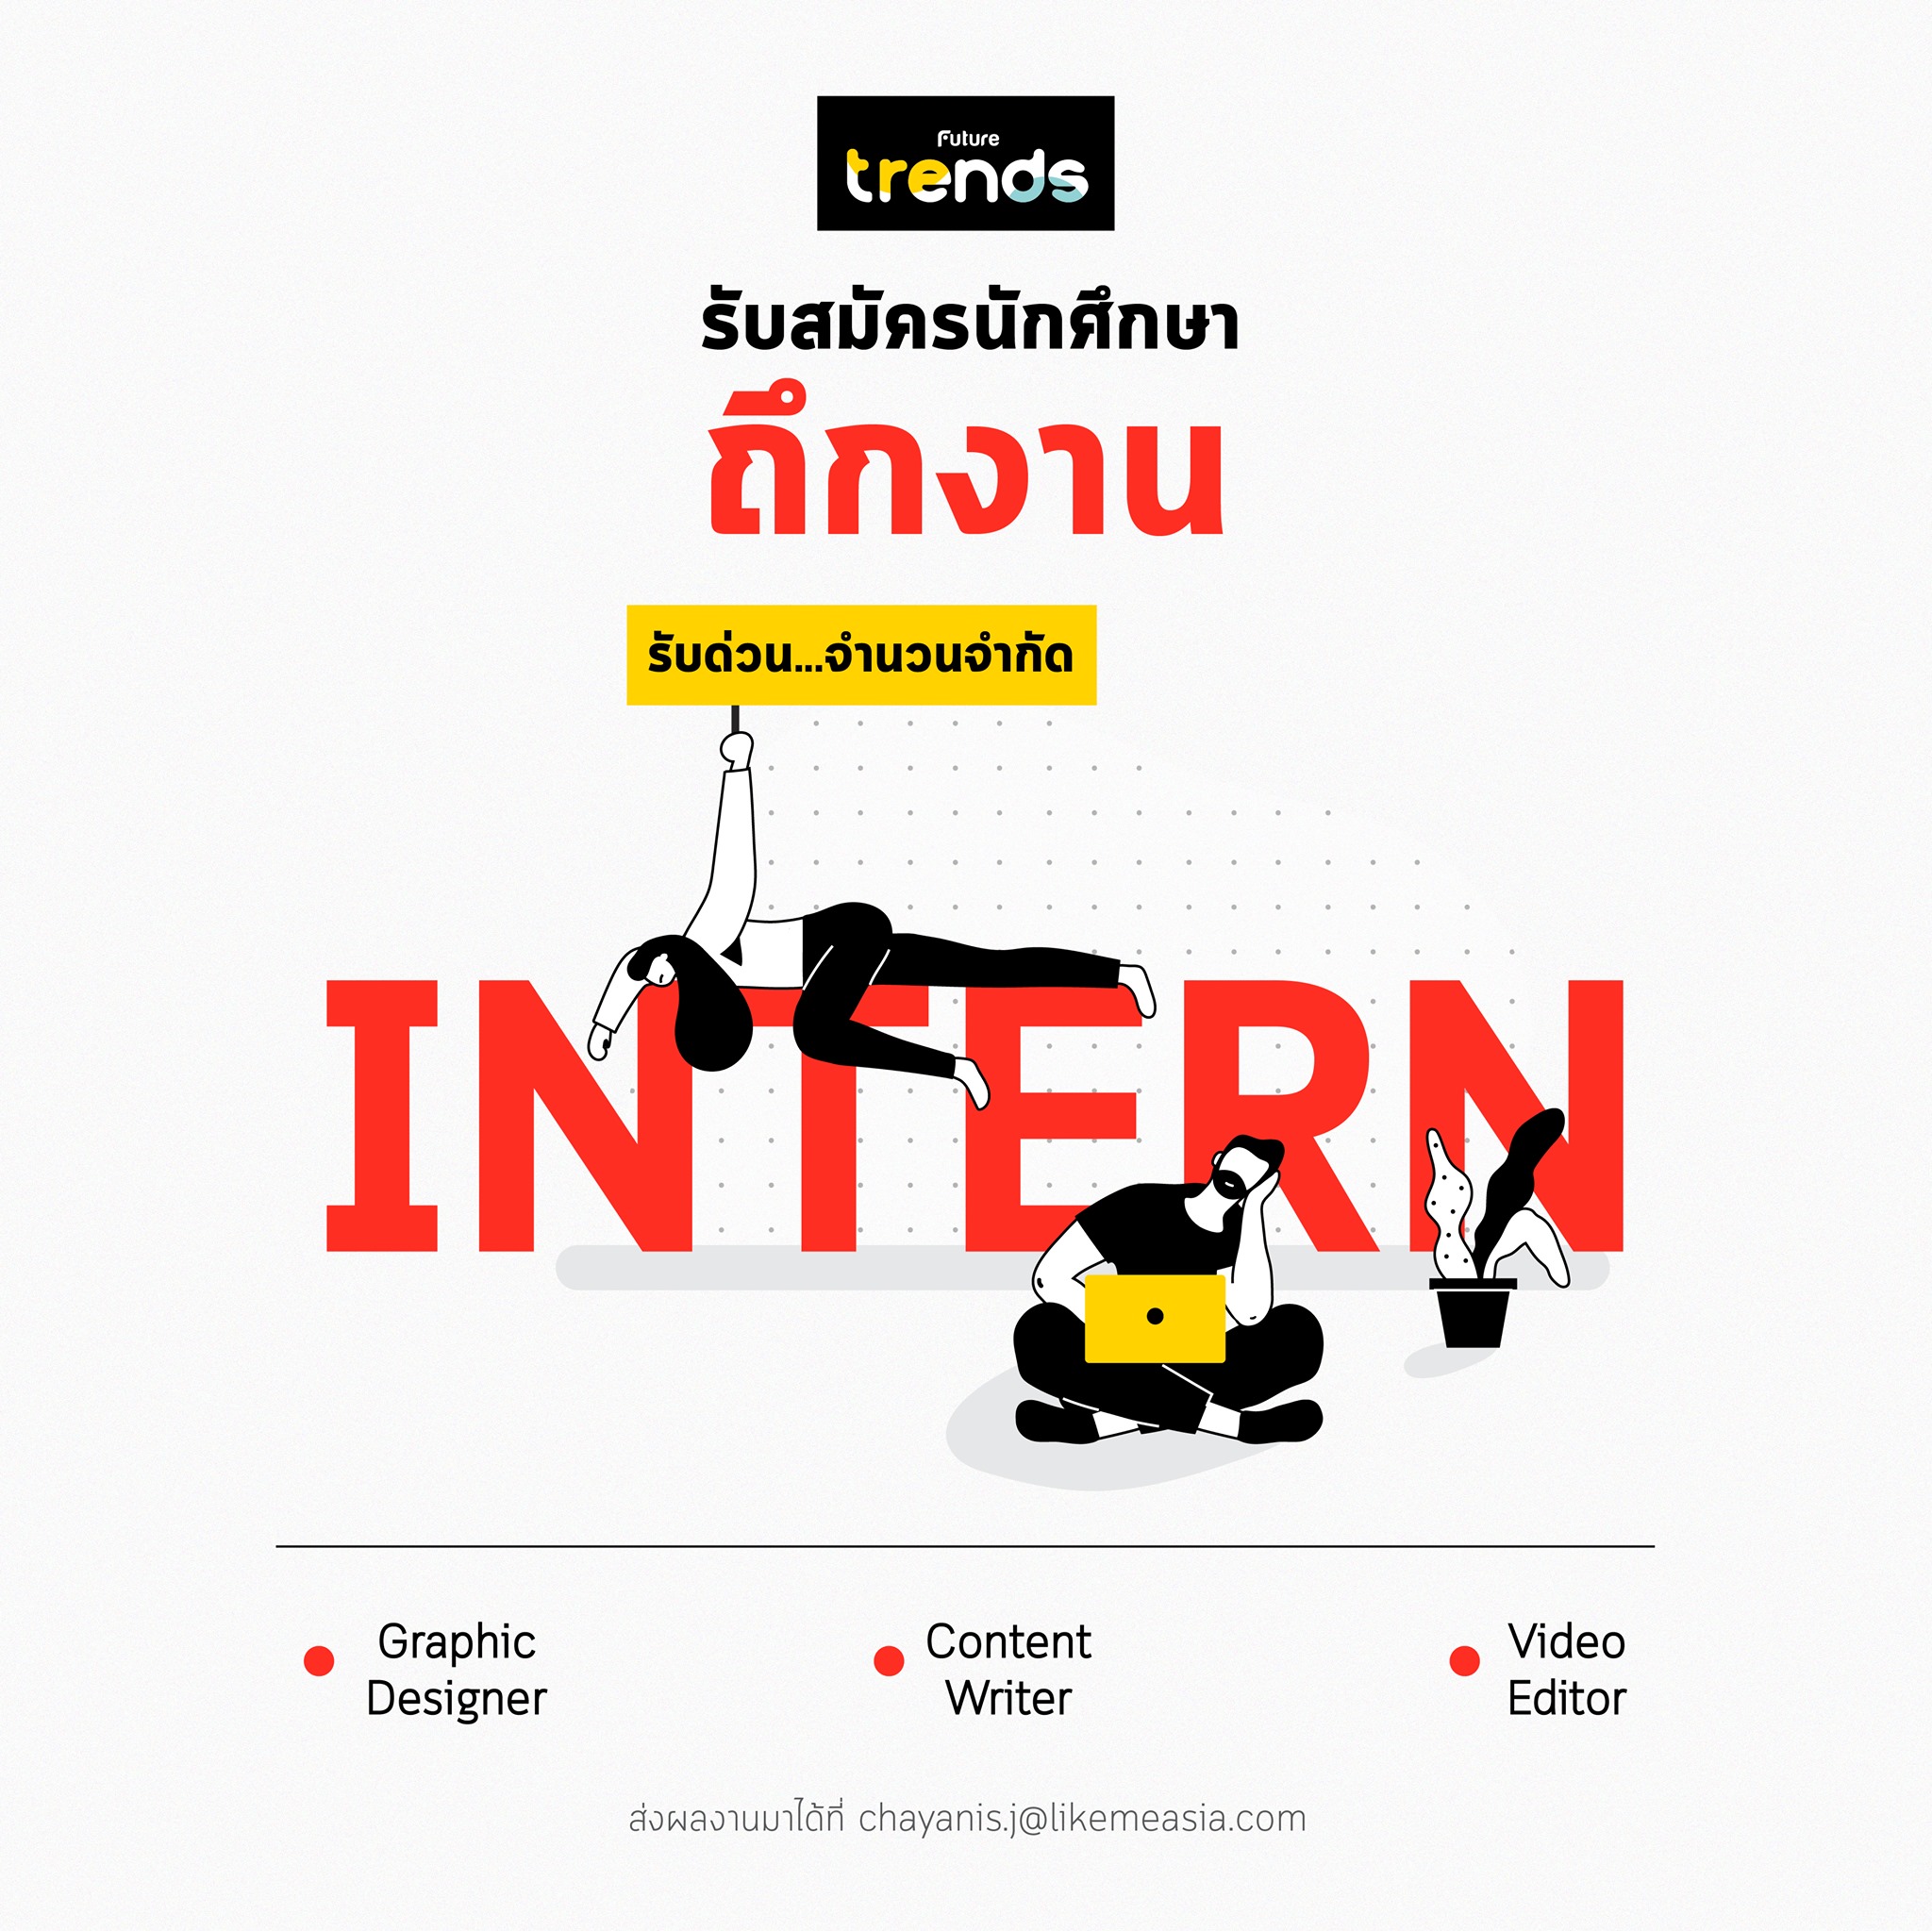 Future
trends
รับสมัครนักศึกษา
ถึกงาน
รับด่วน...จำนวนจำกัด
INTERN
Graphic
Designer
Content
Writer
Video
Editor
ส่งผลงานมาได้ที่ chayanis.j@likemeasia.com